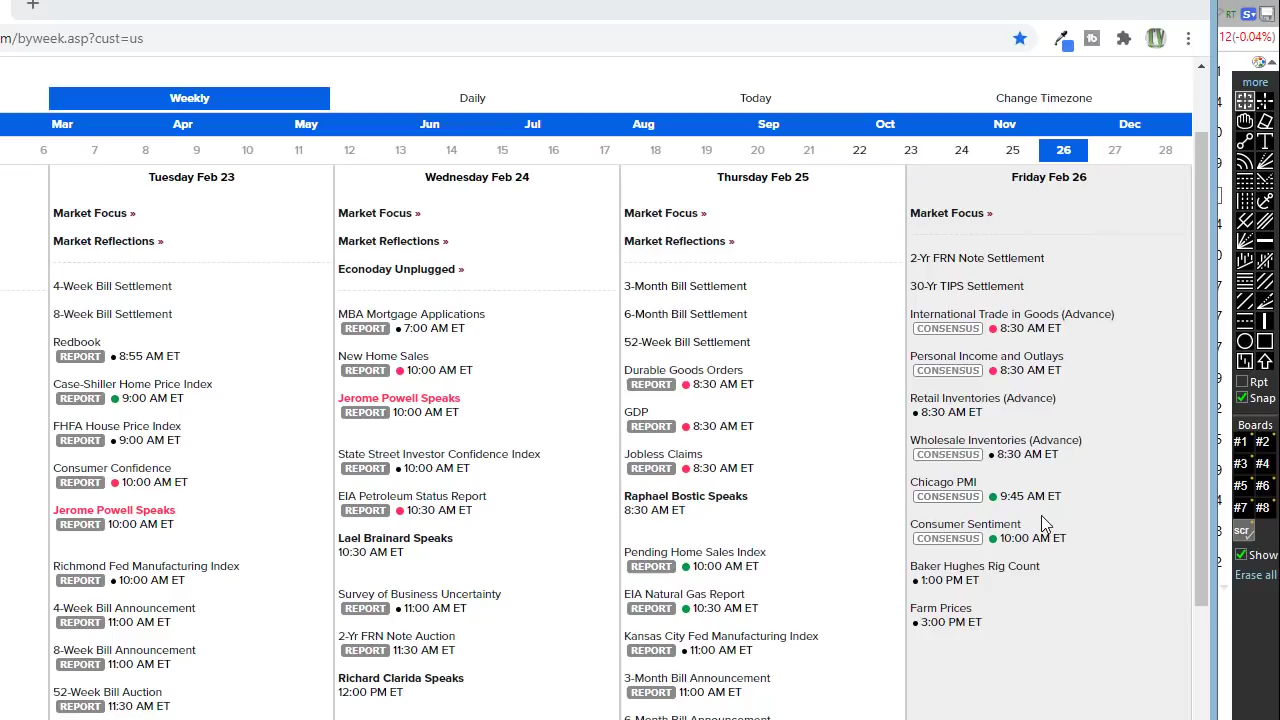 m/byweek.asp?cust=us
RT
12(-0.04%)
Weekly Daily Today Change Timezone
Mar Apr May Jun Jul Aug Sep Oct Nov Dec
6 7 8 9 10 11 12 13 14 15 16 17 18 19 20 21 22 23 24 25 26 27 28
Tuesday Feb 23
Market Focus »
Market Reflections »
4-Week Bill Settlement
8-Week Bill Settlement
Redbook
REPORT • 8:55 AM ET
Case-Shiller Home Price Index
REPORT • 9:00 AM ET
FHFA House Price Index
REPORT • 9:00 AM ET
Consumer Confidence
REPORT • 10:00 AM ET
Jerome Powell Speaks
REPORT 10:00 AM ET
Richmond Fed Manufacturing Index
REPORT • 10:00 AM ET
4-Week Bill Announcement
REPORT 11:00 AM ET
8-Week Bill Announcement
REPORT 11:00 AM ET
52-Week Bill Auction
REPORT 11:30 AM ET
Wednesday Feb 24
Market Focus »
Market Reflections »
Econoday Unplugged »
MBA Mortgage Applications
REPORT • 7:00 AM ET
New Home Sales
REPORT • 10:00 AM ET
Jerome Powell Speaks
REPORT 10:00 AM ET
State Street Investor Confidence Index
REPORT • 10:00 AM ET
EIA Petroleum Status Report
REPORT • 10:30 AM ET
Lael Brainard Speaks
10:30 AM ET
Survey of Business Uncertainty
REPORT • 11:00 AM ET
2-Yr FRN Note Auction
REPORT 11:30 AM ET
Richard Clarida Speaks
12:00 PM ET
Thursday Feb 25
Market Focus »
Market Reflections »
3-Month Bill Settlement
6-Month Bill Settlement
52-Week Bill Settlement
Durable Goods Orders
REPORT • 8:30 AM ET
GDP
REPORT • 8:30 AM ET
Jobless Claims
REPORT • 8:30 AM ET
Raphael Bostic Speaks
8:30 AM ET
Pending Home Sales Index
REPORT • 10:00 AM ET
EIA Natural Gas Report
REPORT • 10:30 AM ET
Kansas City Fed Manufacturing Index
REPORT • 11:00 AM ET
3-Month Bill Announcement
REPORT 11:00 AM ET
6-Month Bill Announcement
Friday Feb 26
Market Focus »
2-Yr FRN Note Settlement
30-Yr TIPS Settlement
International Trade in Goods (Advance)
CONSENSUS • 8:30 AM ET
Personal Income and Outlays
CONSENSUS • 8:30 AM ET
Retail Inventories (Advance)
• 8:30 AM ET
Wholesale Inventories (Advance)
CONSENSUS • 8:30 AM ET
Chicago PMI
CONSENSUS • 9:45 AM ET
Consumer Sentiment
CONSENSUS • 10:00 AM ET
Baker Hughes Rig Count
• 1:00 PM ET
Farm Prices
• 3:00 PM ET
more
Rpt
Snap
Boards
#1 #2
#3 #4
#5 #6
#7 #8
scr
Show
Erase all